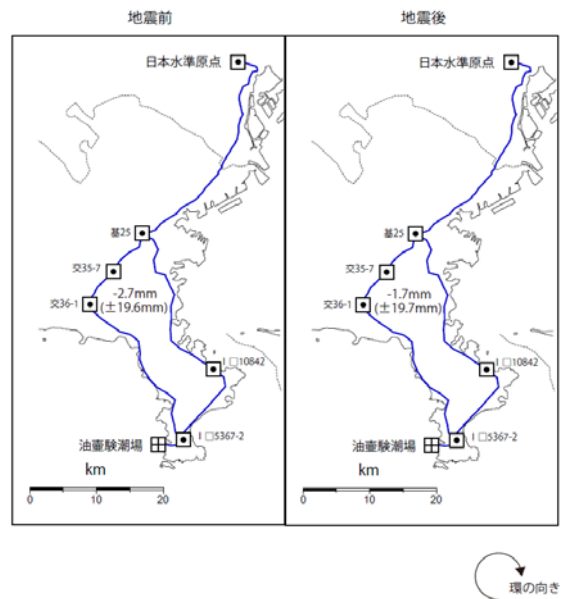 地震前
地震後
日本水準原点
基25
交35-7
-2.7mm
(±19.6mm)
交36-1
I □10842
I □5367-2
油壷験潮場
km
0 10 20
日本水準原点
基25
交35-7
-1.7mm
(±19.7mm)
交36-1
I □10842
I □5367-2
油壷験潮場
km
0 10 20
環の向き